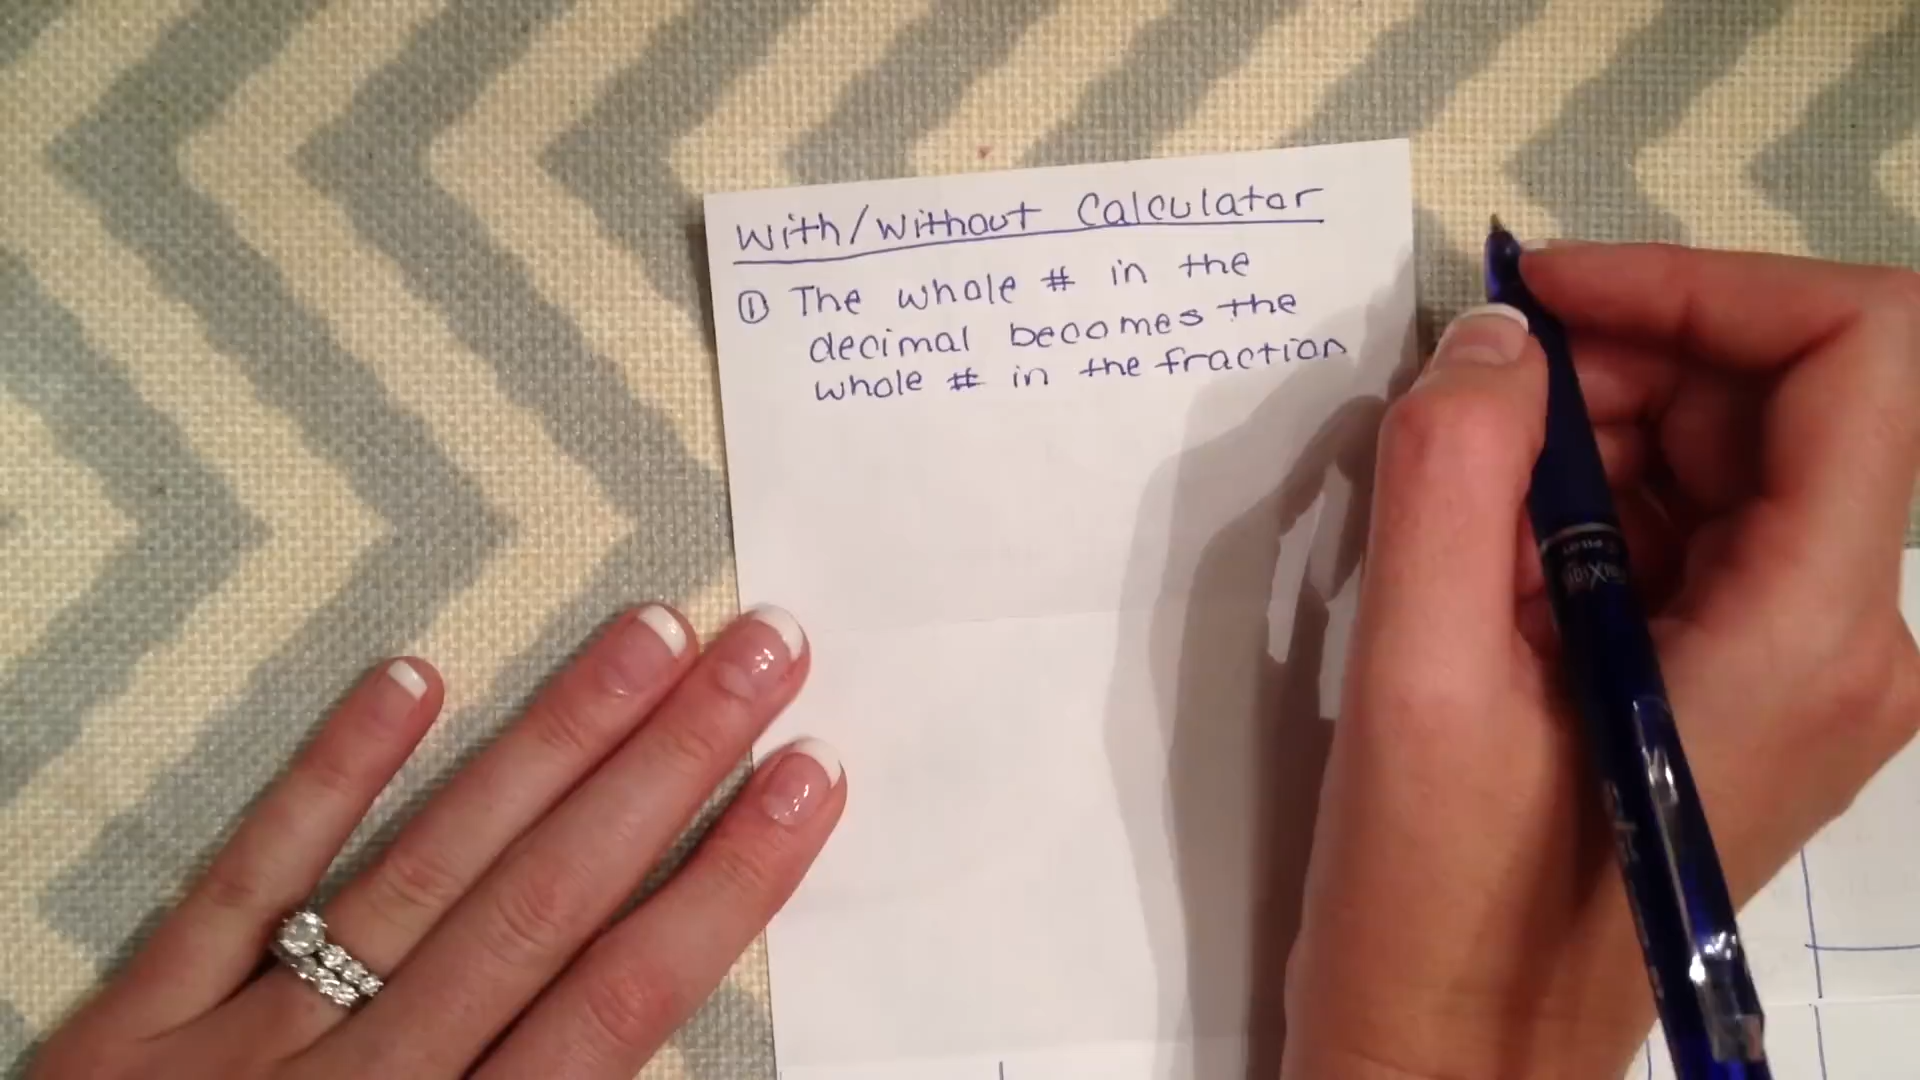 With/Without Calculator
① The whole # in the
decimal becomes the
whole # in the fraction